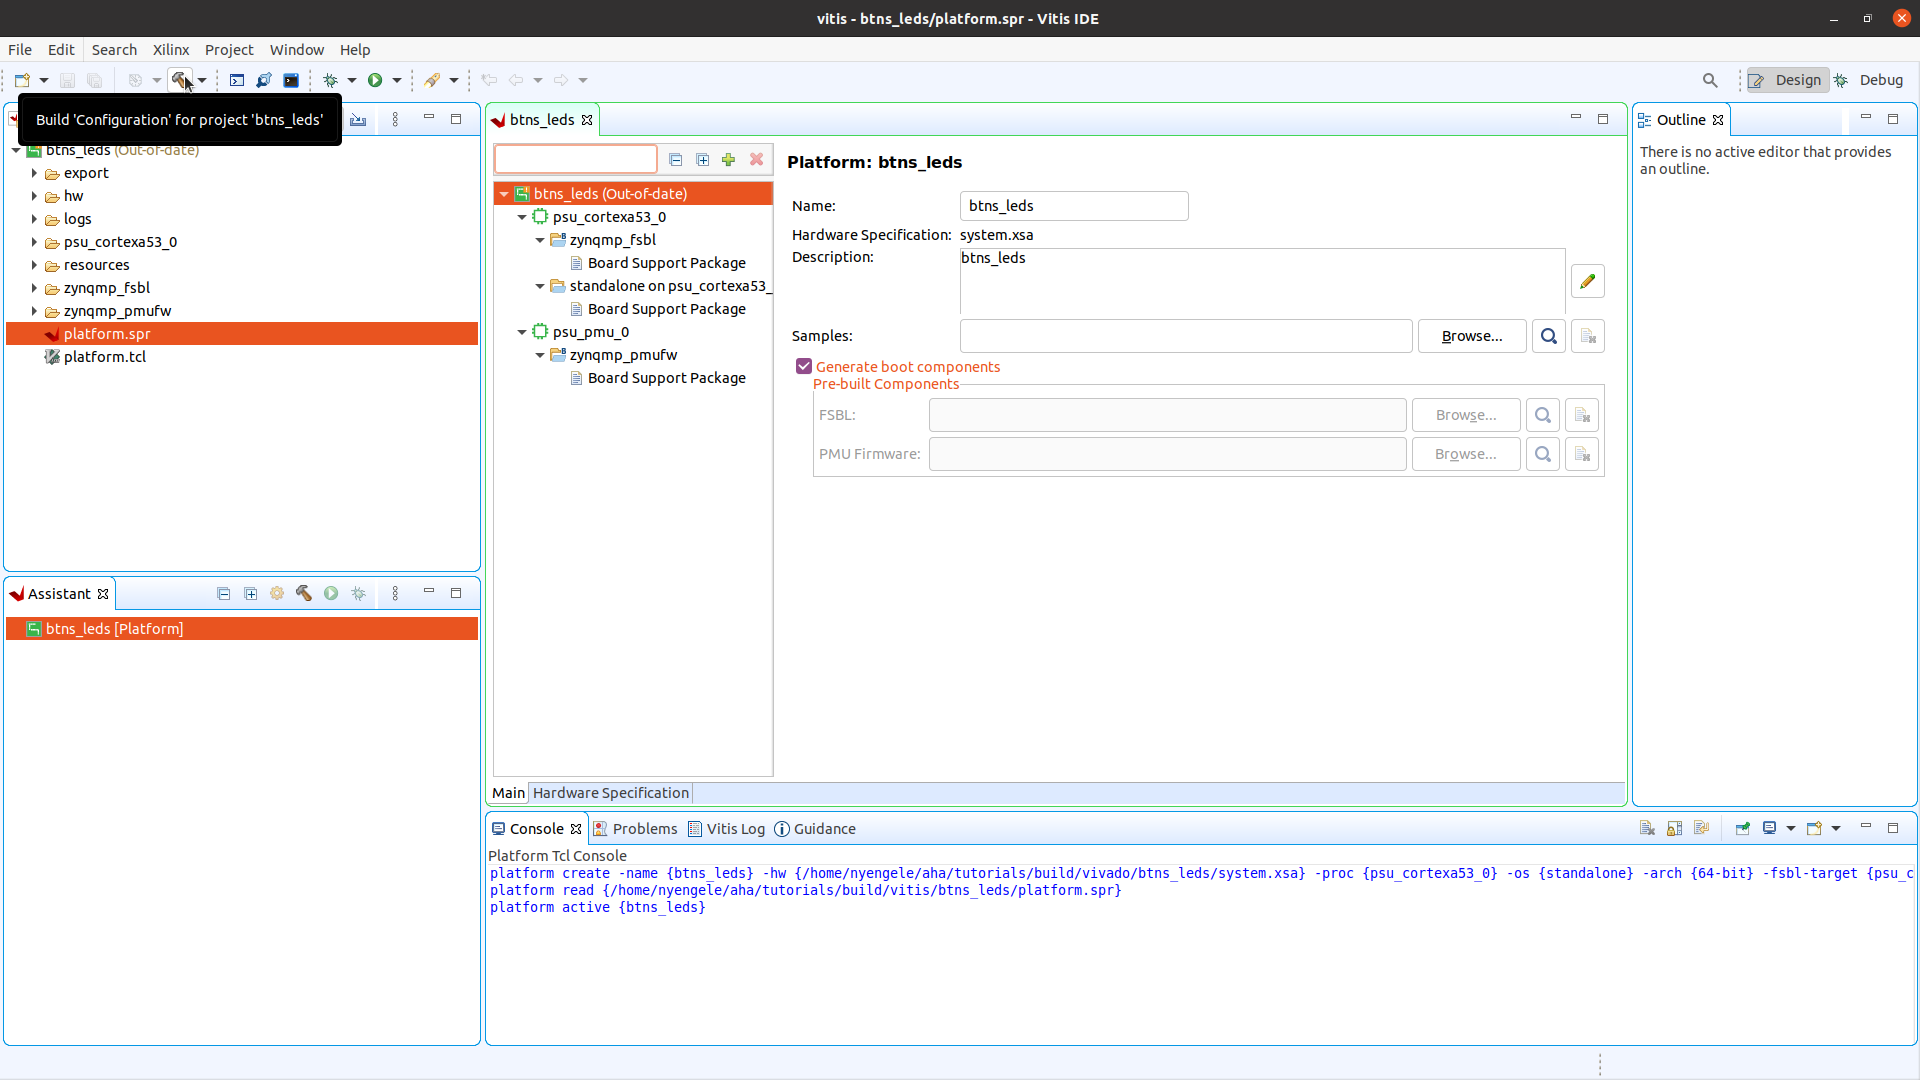 vitis - btns_leds/platform.spr - Vitis IDE
File Edit Search Xilinx Project Window Help
Design Debug
Build 'Configuration' for project 'btns_leds'
btns_leds (Out-of-date)
export
hw
logs
psu_cortexa53_0
resources
zynqmp_fsbl
zynqmp_pmufw
platform.spr
platform.tcl
Assistant
btns_leds [Platform]
btns_leds
btns_leds (Out-of-date)
psu_cortexa53_0
zynqmp_fsbl
Board Support Package
standalone on psu_cortexa53_
Board Support Package
psu_pmu_0
zynqmp_pmufw
Board Support Package
Platform: btns_leds
Name: btns_leds
Hardware Specification: system.xsa
Description: btns_leds
Samples: Browse...
Generate boot components
Pre-built Components
FSBL: Browse...
PMU Firmware: Browse...
Main Hardware Specification
Outline
There is no active editor that provides
an outline.
Console Problems Vitis Log Guidance
Platform Tcl Console
platform create -name {btns_leds} -hw {/home/nyengele/aha/tutorials/build/vivado/btns_leds/system.xsa} -proc {psu_cortexa53_0} -os {standalone} -arch {64-bit} -fsbl-target {psu_c
platform read {/home/nyengele/aha/tutorials/build/vitis/btns_leds/platform.spr}
platform active {btns_leds}